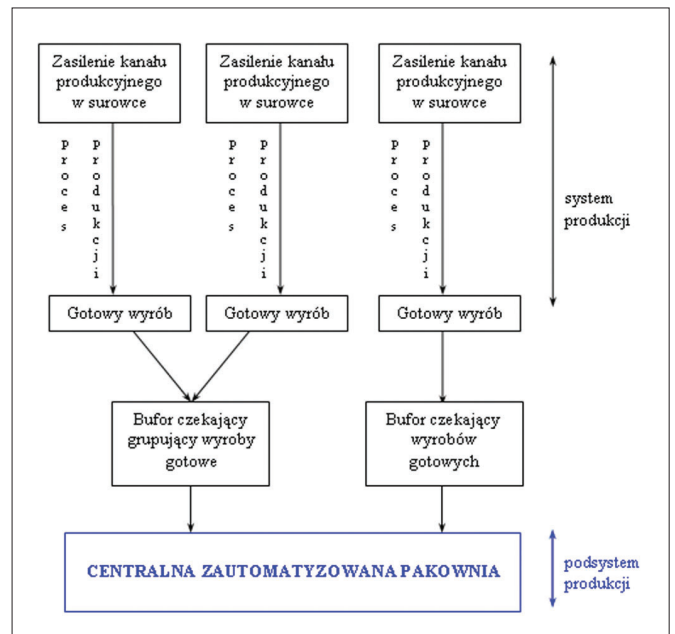 Zasilenie kanału
produkcyjnego
w surowce
Zasilenie kanału
produkcyjnego
w surowce
Zasilenie kanału
produkcyjnego
w surowce
proces
produkcji
proces
produkcji
proces
produkcji
system
produkcji
Gotowy wyrób
Gotowy wyrób
Gotowy wyrób
Bufor czekający
grupujący wyroby
gotowe
Bufor czekający
wyrobów
gotowych
CENTRALNA ZAUTOMATYZOWANA PAKOWNIA
podsystem
produkcji